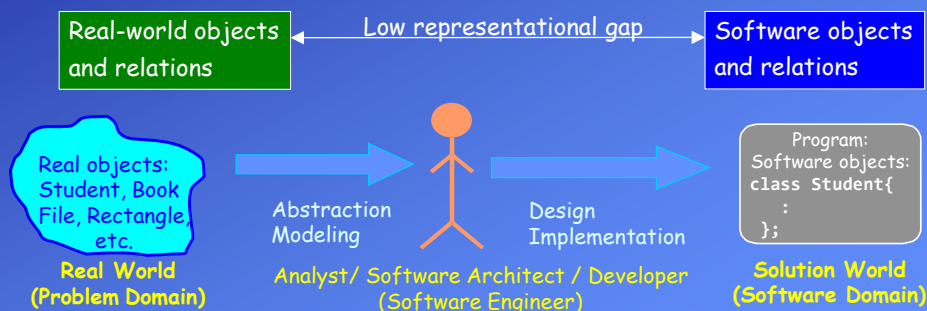 Real-world objects
and relations
Low representational gap
Software objects
and relations
Real objects:
Student, Book
File, Rectangle,
etc.
Real World
(Problem Domain)
Abstraction
Modeling
Design
Implementation
Analyst/ Software Architect / Developer
(Software Engineer)
Program:
Software objects:
class Student{
:
};
Solution World
(Software Domain)